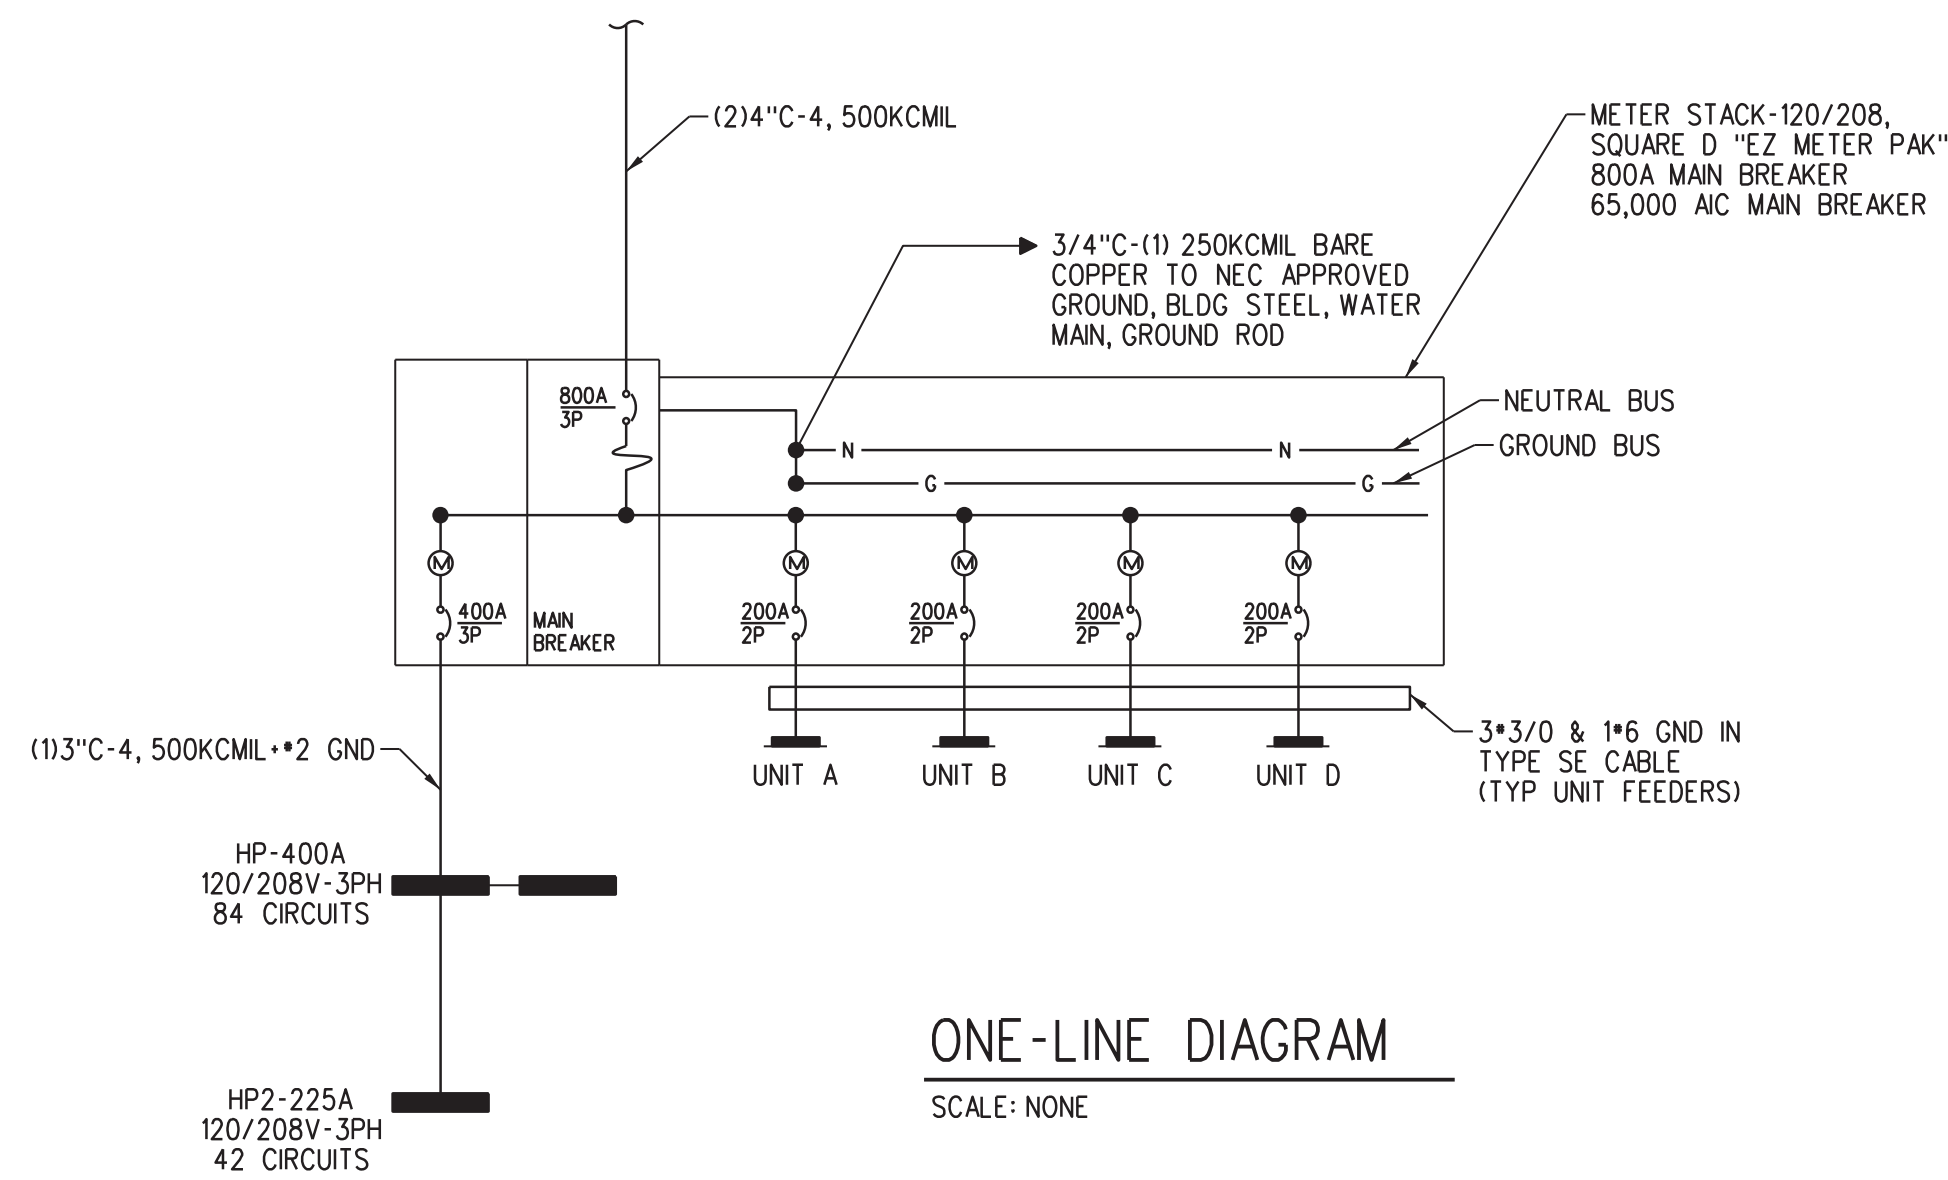 (2)4"C-4, 500KCMIL
METER STACK-120/208,
SQUARE D "EZ METER PAK"
800A MAIN BREAKER
65,000 AIC MAIN BREAKER
3/4"C-(1) 250KCMIL BARE
COPPER TO NEC APPROVED
GROUND, BLDG STEEL, WATER
MAIN, GROUND ROD
800A
3P
NEUTRAL BUS
GROUND BUS
N
N
G
G
M
M
M
M
M
400A
3P
MAIN
BREAKER
200A
2P
200A
2P
200A
2P
200A
2P
(1)3"C-4, 500KCMIL+#2 GND
UNIT A
UNIT B
UNIT C
UNIT D
3#3/0 & 1#6 GND IN
TYPE SE CABLE
(TYP UNIT FEEDERS)
HP-400A
120/208V-3PH
84 CIRCUITS
HP2-225A
120/208V-3PH
42 CIRCUITS
ONE-LINE DIAGRAM
SCALE: NONE